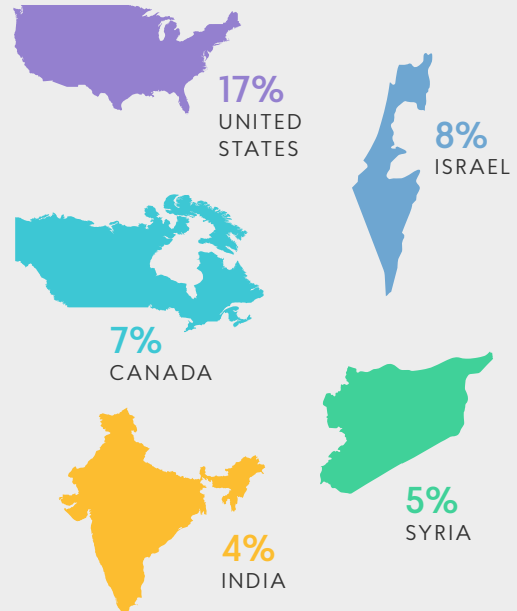 17%
UNITED
STATES
8%
ISRAEL
7%
CANADA
5%
SYRIA
4%
INDIA